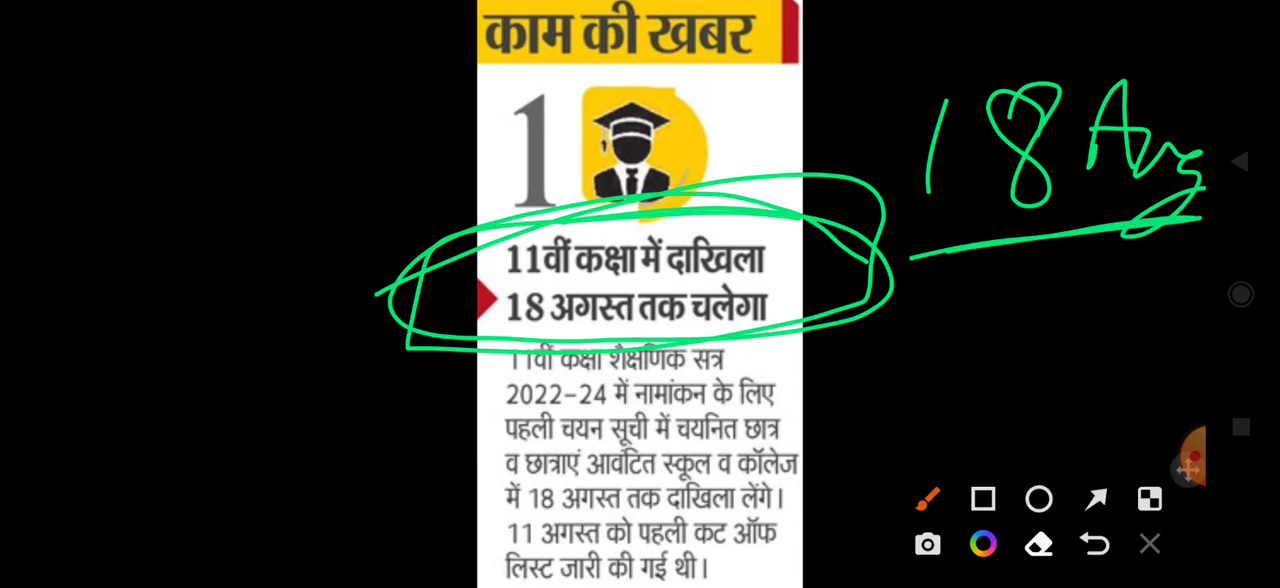 काम की खबर
1
18 Aug
11वीं कक्षा में दाखिला
18 अगस्त तक चलेगा
11वीं कक्षा शैक्षणिक सत्र
2022-24 में नामांकन के लिए
पहली चयन सूची में चयनित छात्र
व छात्राएं आवंटित स्कूल व कॉलेज
में 18 अगस्त तक दाखिला लेंगे।
11 अगस्त को पहली कट ऑफ
लिस्ट जारी की गई थी।